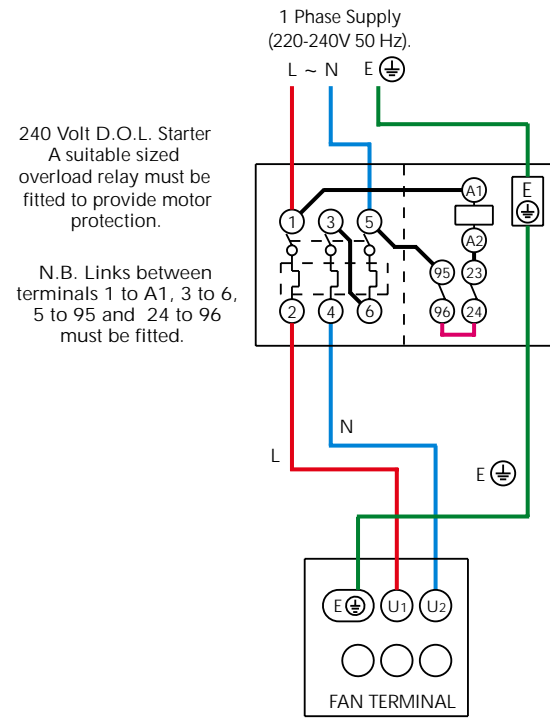 1 Phase Supply
(220-240V 50 Hz).
L ~ N E
240 Volt D.O.L. Starter
A suitable sized
overload relay must be
fitted to provide motor
protection.
N.B. Links between
terminals 1 to A1, 3 to 6,
5 to 95 and 24 to 96
must be fitted.
A1
E
1 3 5
A2
95 23
2 4 6 96 24
N
L
E
E U1 U2
FAN TERMINAL